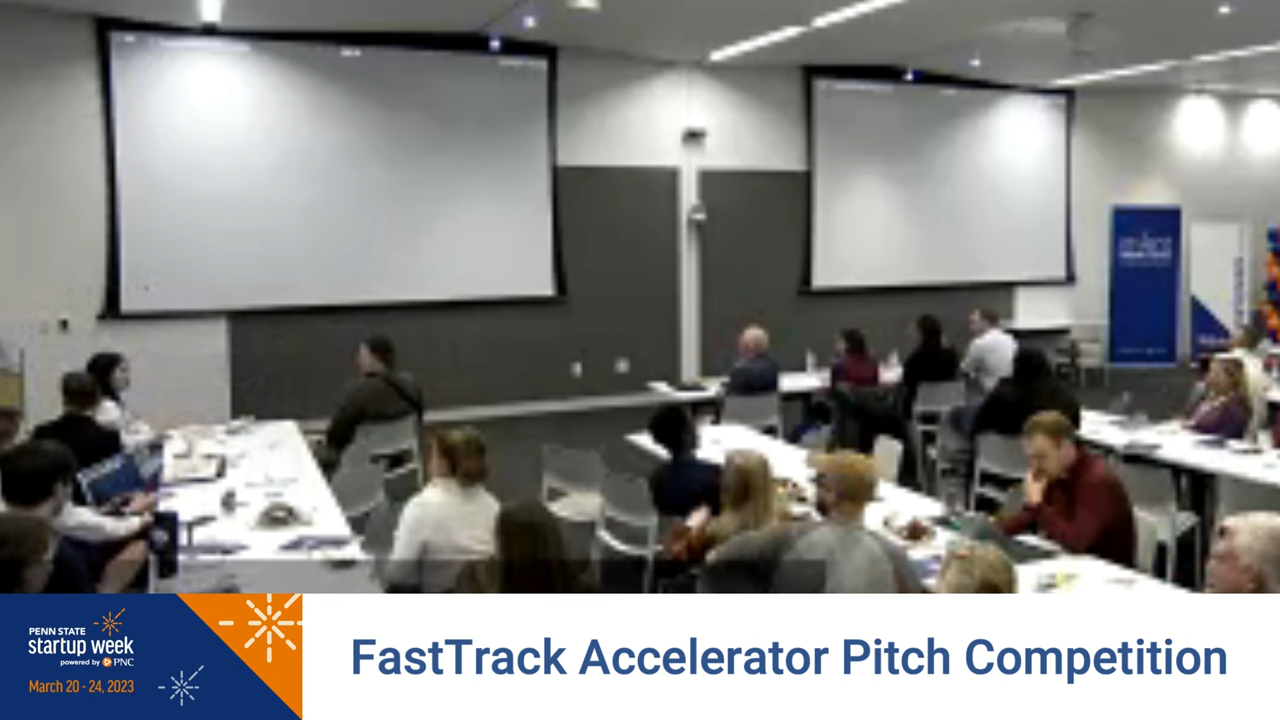 PENN STATE
startup week
powered by PNC
March 20 - 24, 2023
FastTrack Accelerator Pitch Competition